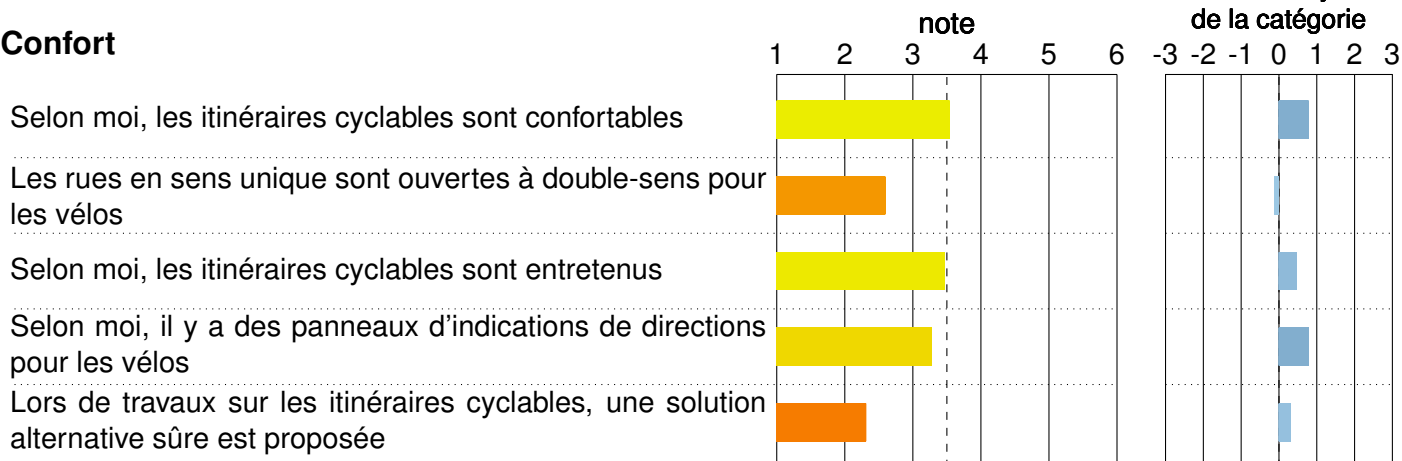 note
de la catégorie
Confort
1 2 3 4 5 6 -3 -2 -1 0 1 2 3
Selon moi, les itinéraires cyclables sont confortables
Les rues en sens unique sont ouvertes à double-sens pour
les vélos
Selon moi, les itinéraires cyclables sont entretenus
Selon moi, il y a des panneaux d'indications de directions
pour les vélos
Lors de travaux sur les itinéraires cyclables, une solution
alternative sûre est proposée